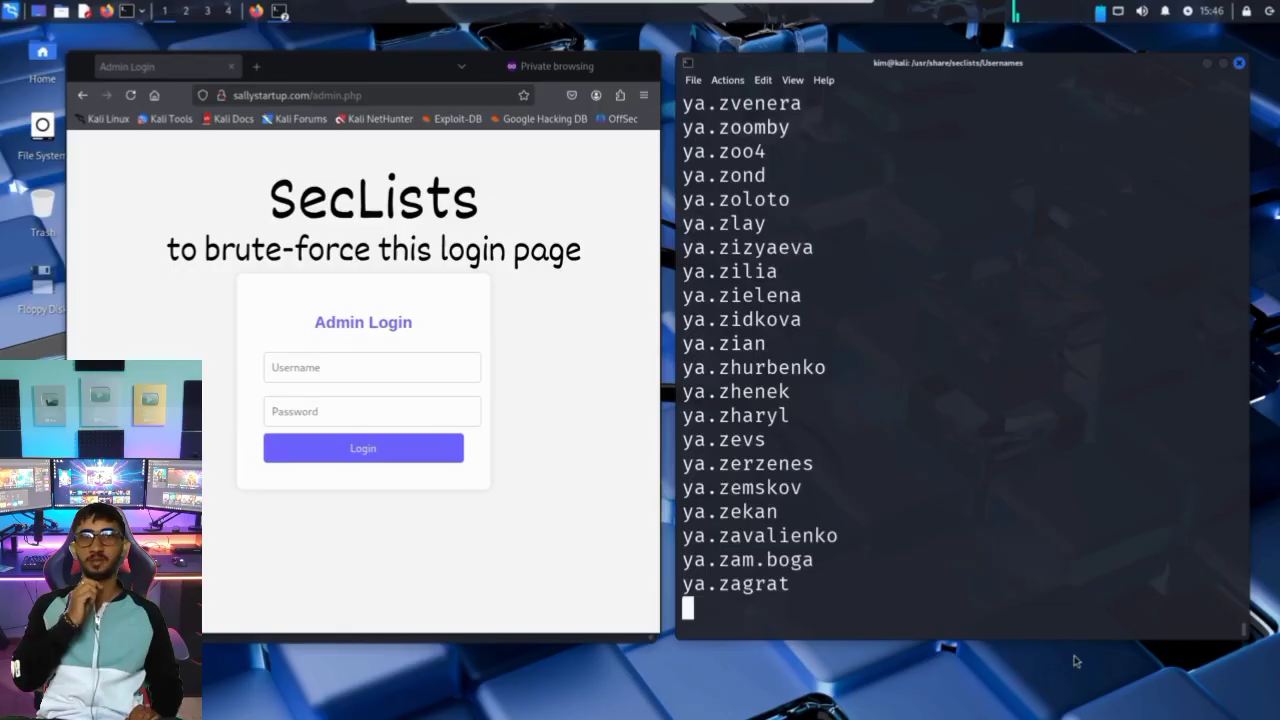 1 2 3 4
15:46
Home
File System
Trash
Floppy Dis
Admin Login
Private browsing
sallystartup.com/admin.php
Kali Linux Kali Tools Kali Docs Kali Forums Kali NetHunter Exploit-DB Google Hacking DB OffSec
SecLists
to brute-force this login page
Admin Login
Username
Password
Login
kim@kali: /usr/share/seclists/Usernames
File Actions Edit View Help
ya.zvenera
ya.zoomby
ya.zoo4
ya.zond
ya.zoloto
ya.zlay
ya.zizyaeva
ya.zilia
ya.zielena
ya.zidkova
ya.zian
ya.zhurbenko
ya.zhenek
ya.zharyl
ya.zevs
ya.zerzenes
ya.zemskov
ya.zekan
ya.zavalienko
ya.zam.boga
ya.zagrat